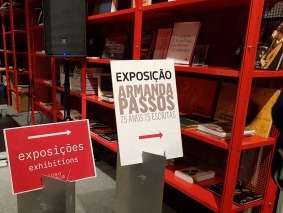 EXPOSIÇÃO
ARMANDA
PASSOS
75 ANOS 75 ESCRITAS
exposições
exhibitions